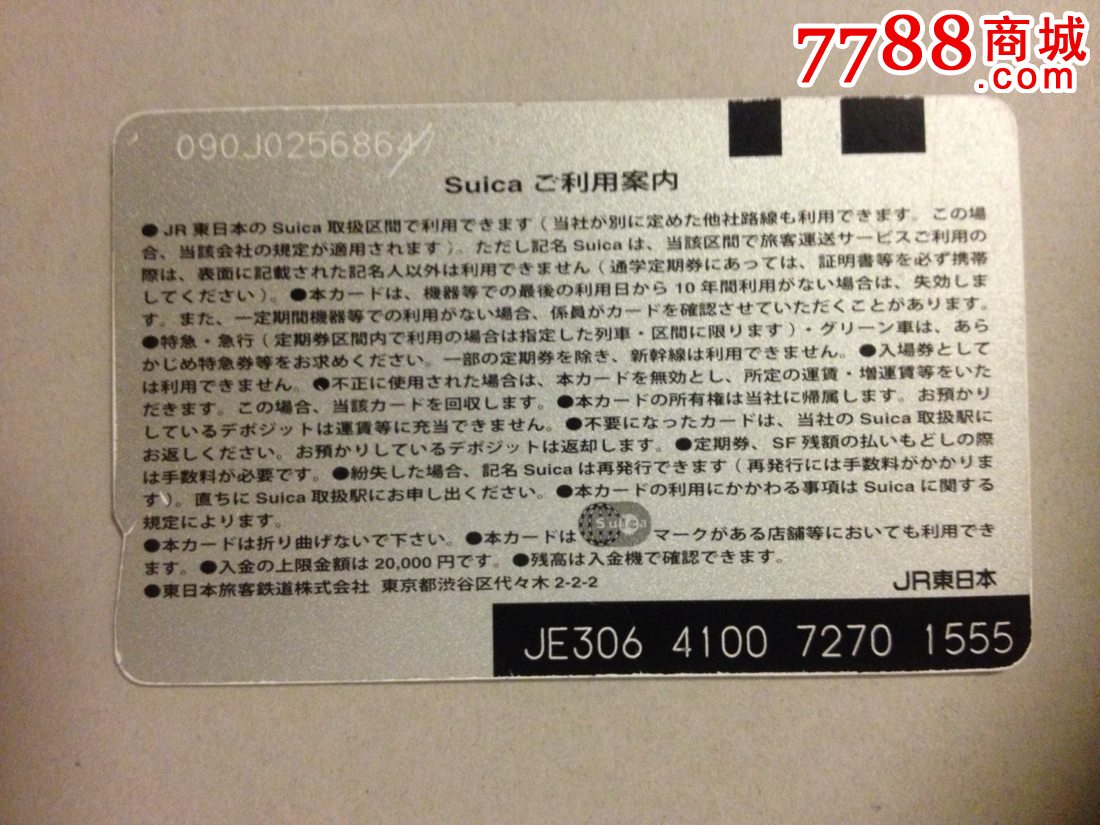 7788商城
.com
090J02568647
Suica ご利用案内
●JR東日本のSuica取扱区間で利用できます（当社が別に定めた他社路線も利用できます。この場
合、当該会社の規定が適用されます）。ただし記名Suicaは、当該区間で旅客運送サービスご利用の
際は、表面に記載された記名人以外は利用できません（通学定期券にあっては、証明書等を必ず携帯
してください）。●本カードは、機器等での最後の利用日から10年間利用がない場合は、失効しま
す。また、一定期間機器等での利用がない場合、係員がカードを確認させていただくことがあります。
●特急・急行（定期券区間内で利用の場合は指定した列車・区間に限ります）・グリーン車は、あら
かじめ特急券等をお求めください。一部の定期券を除き、新幹線は利用できません。●入場券として
は利用できません。●不正に使用された場合は、本カードを無効とし、所定の運賃・増運賃等をいた
だきます。この場合、当該カードを回収します。●本カードの所有権は当社に帰属します。お預かり
しているデポジットは運賃等に充当できません。●不要になったカードは、当社のSuica取扱駅に
お返しください。お預かりしているデポジットは返却します。●定期券、SF残額の払いもどしの際
は手数料が必要です。●紛失した場合、記名Suicaは再発行できます（再発行には手数料がかかりま
す）。直ちにSuica取扱駅にお申し出ください。●本カードの利用にかかわる事項はSuicaに関する
規定によります。
●本カードは折り曲げないで下さい。●本カードは Suica マークがある店舗等においても利用でき
ます。●入金の上限金額は20,000円です。●残高は入金機で確認できます。
●東日本旅客鉄道株式会社 東京都渋谷区代々木2-2-2
JR東日本
JE306 4100 7270 1555